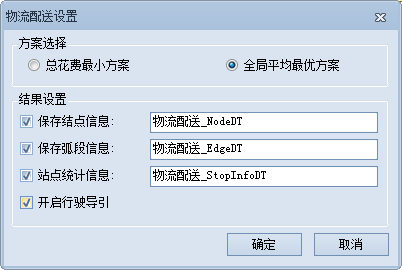 物流配送设置
方案选择
总花费最小方案 全局平均最优方案
结果设置
保存结点信息: 物流配送_NodeDT
保存弧段信息: 物流配送_EdgeDT
站点统计信息: 物流配送_StopInfoDT
开启行驶导引
确定 取消